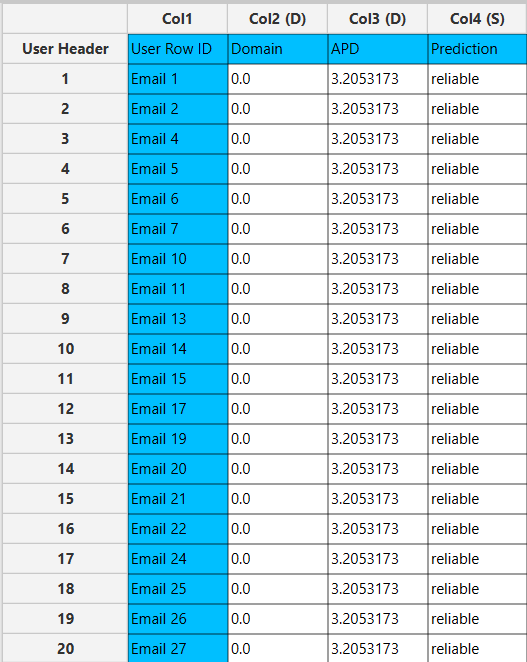 Col1 Col2 (D) Col3 (D) Col4 (S)
User Header User Row ID Domain APD Prediction
1 Email 1 0.0 3.2053173 reliable
2 Email 2 0.0 3.2053173 reliable
3 Email 4 0.0 3.2053173 reliable
4 Email 5 0.0 3.2053173 reliable
5 Email 6 0.0 3.2053173 reliable
6 Email 7 0.0 3.2053173 reliable
7 Email 10 0.0 3.2053173 reliable
8 Email 11 0.0 3.2053173 reliable
9 Email 13 0.0 3.2053173 reliable
10 Email 14 0.0 3.2053173 reliable
11 Email 15 0.0 3.2053173 reliable
12 Email 17 0.0 3.2053173 reliable
13 Email 19 0.0 3.2053173 reliable
14 Email 20 0.0 3.2053173 reliable
15 Email 21 0.0 3.2053173 reliable
16 Email 22 0.0 3.2053173 reliable
17 Email 24 0.0 3.2053173 reliable
18 Email 25 0.0 3.2053173 reliable
19 Email 26 0.0 3.2053173 reliable
20 Email 27 0.0 3.2053173 reliable